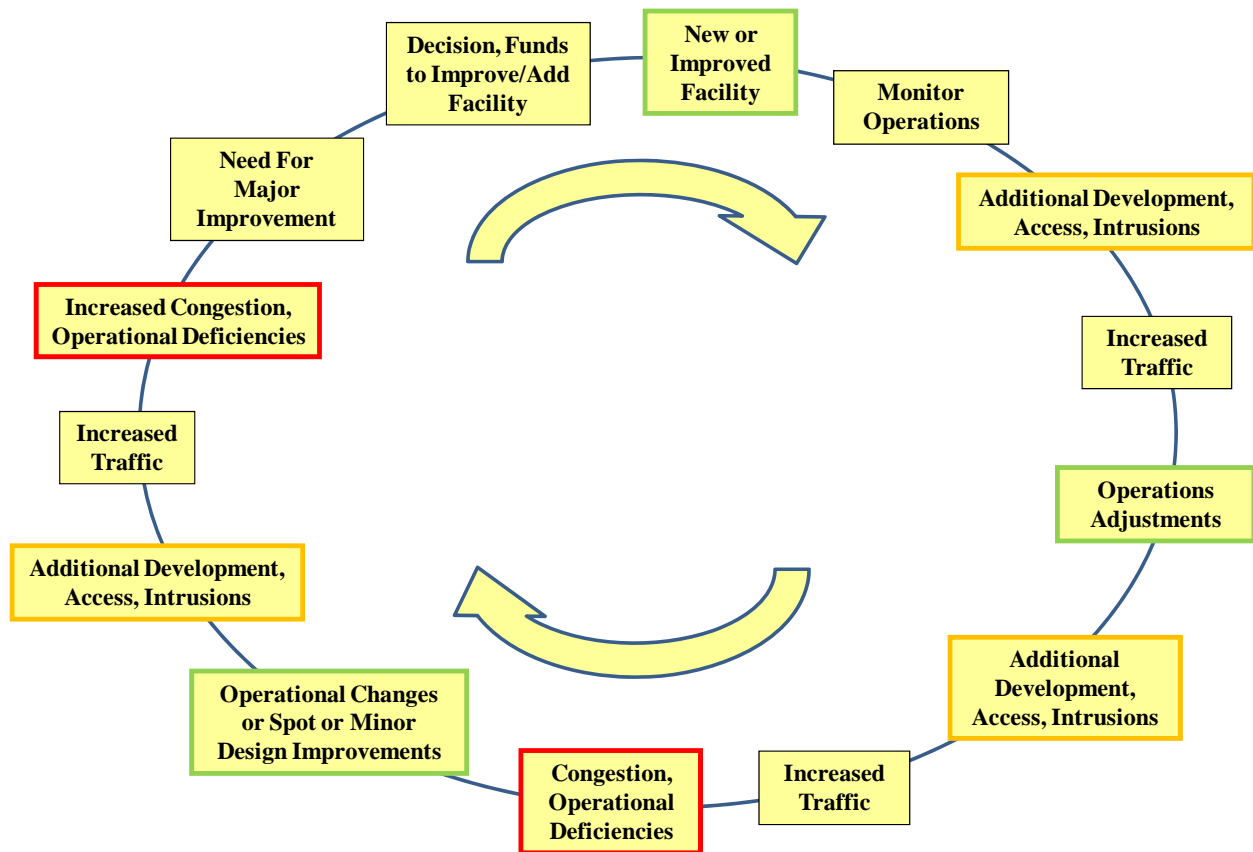 New or
Improved
Facility
Monitor
Operations
Additional Development,
Access, Intrusions
Increased
Traffic
Operations
Adjustments
Additional
Development,
Access, Intrusions
Increased
Traffic
Congestion,
Operational
Deficiencies
Operational Changes
or Spot or Minor
Design Improvements
Additional Development,
Access, Intrusions
Increased
Traffic
Increased Congestion,
Operational Deficiencies
Need For
Major
Improvement
Decision, Funds
to Improve/Add
Facility